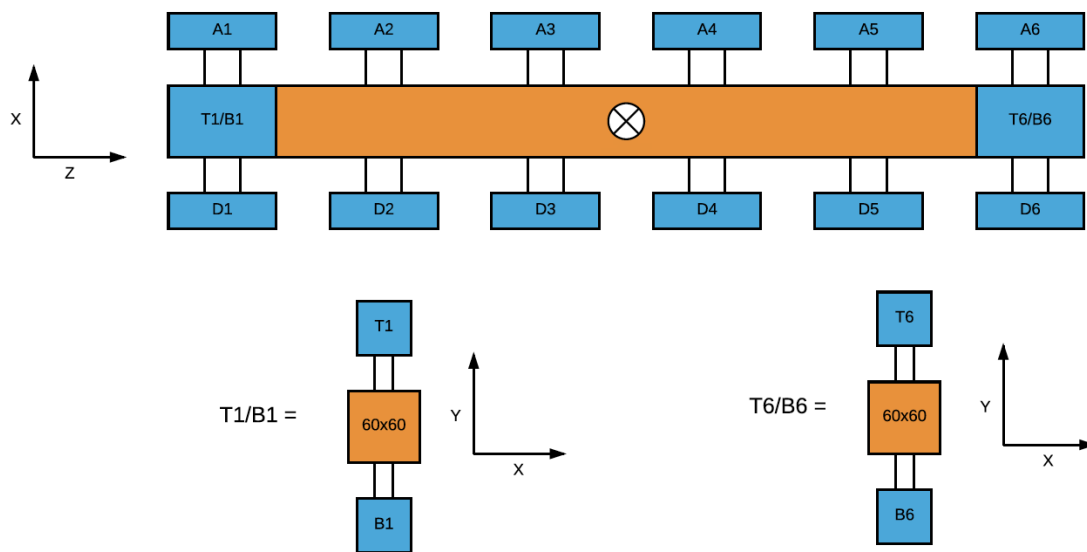 A1 A2 A3 A4 A5 A6
X T1/B1 T6/B6
Z
D1 D2 D3 D4 D5 D6
T1 T6
T1/B1 = 60x60 Y T6/B6 = 60x60 Y
X X
B1 B6